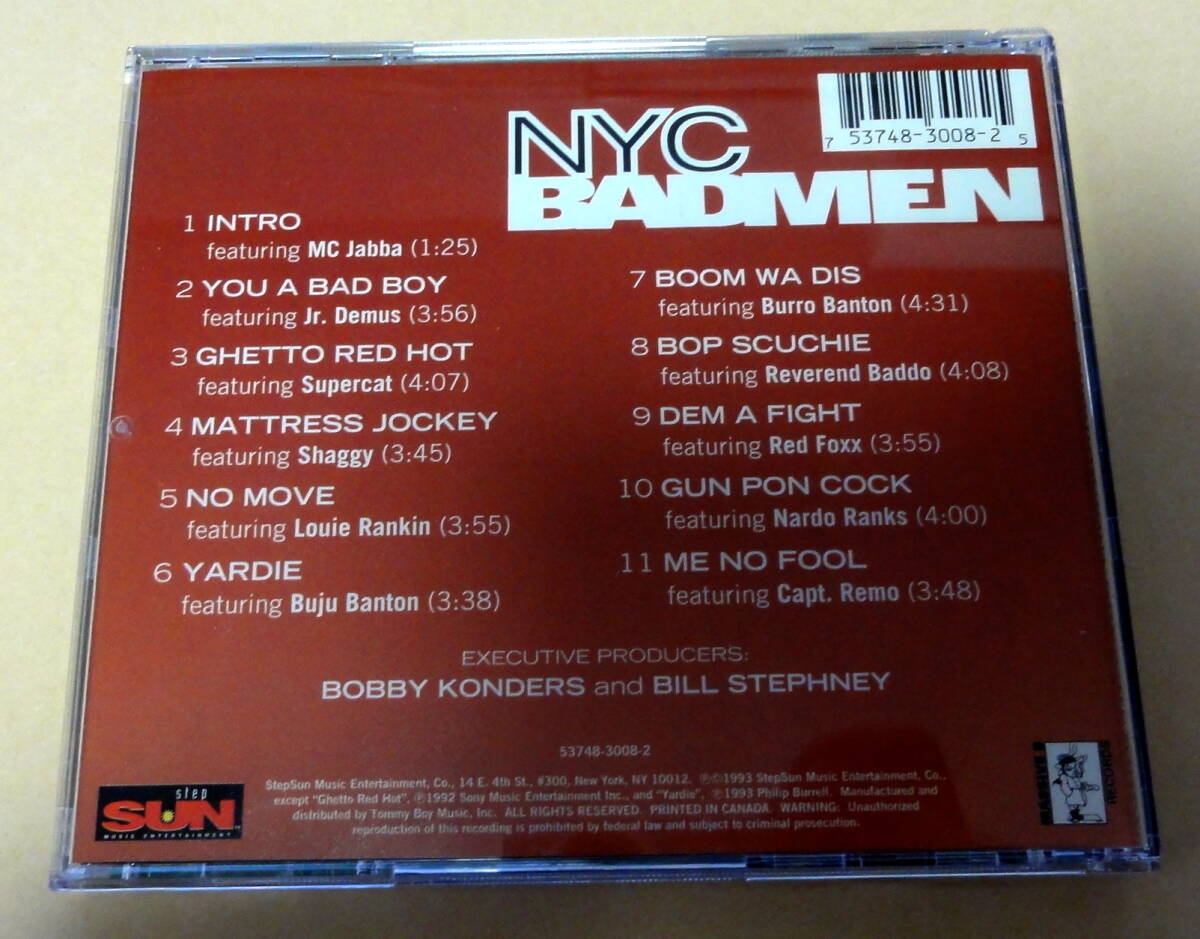 NYC
BADMEN
7 53748-3008-2 5
1 INTRO
featuring MC Jabba (1:25)
2 YOU A BAD BOY
featuring Jr. Demus (3:56)
3 GHETTO RED HOT
featuring Supercat (4:07)
4 MATTRESS JOCKEY
featuring Shaggy (3:45)
5 NO MOVE
featuring Louie Rankin (3:55)
6 YARDIE
featuring Buju Banton (3:38)
7 BOOM WA DIS
featuring Burro Banton (4:31)
8 BOP SCUCHIE
featuring Reverend Baddo (4:08)
9 DEM A FIGHT
featuring Red Foxx (3:55)
10 GUN PON COCK
featuring Nardo Ranks (4:00)
11 ME NO FOOL
featuring Capt. Remo (3:48)
EXECUTIVE PRODUCERS:
BOBBY KONDERS and BILL STEPHNEY
53748-3008-2
StepSun Music Entertainment, Co., 14 E. 4th St., #300, New York, NY 10012. ℗©1993 StepSun Music Entertainment, Co.,
except "Ghetto Red Hot", ℗1992 Sony Music Entertainment Inc., and "Yardie", ℗1993 Philip Burrell. Manufactured and
distributed by Tommy Boy Music, Inc. ALL RIGHTS RESERVED. PRINTED IN CANADA. WARNING: Unauthorized
reproduction of this recording is prohibited by federal law and subject to criminal prosecution.
step
SUN
MUSIC ENTERTAINMENT
MASSIVE B
RECORDS